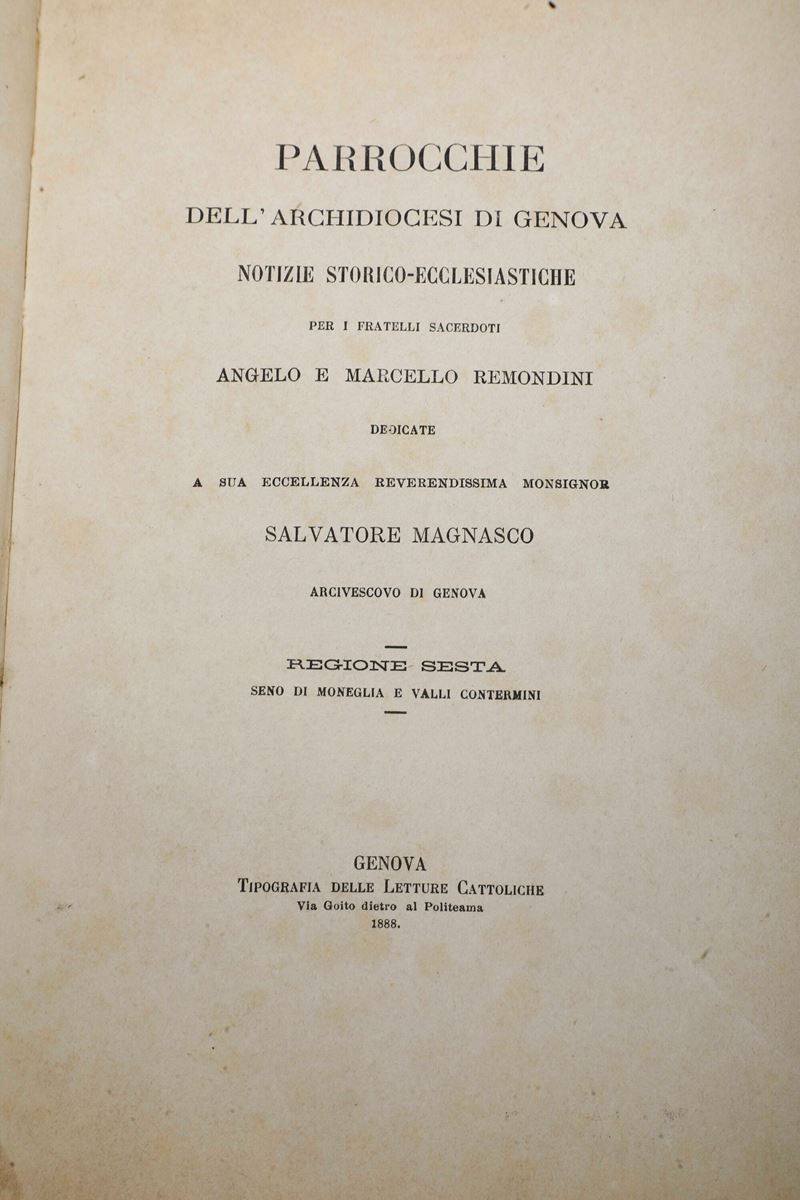 PARROCCHIE
DELL' ARCHIDIOCESI DI GENOVA
NOTIZIE STORICO-ECCLESIASTICHE
PER I FRATELLI SACERDOTI
ANGELO E MARCELLO REMONDINI
DEDICATE
A SUA ECCELLENZA REVERENDISSIMA MONSIGNOR
SALVATORE MAGNASCO
ARCIVESCOVO DI GENOVA
REGIONE SESTA
SENO DI MONEGLIA E VALLI CONTERMINI
GENOVA
TIPOGRAFIA DELLE LETTURE CATTOLICHE
Via Goito dietro al Politeama
1888.